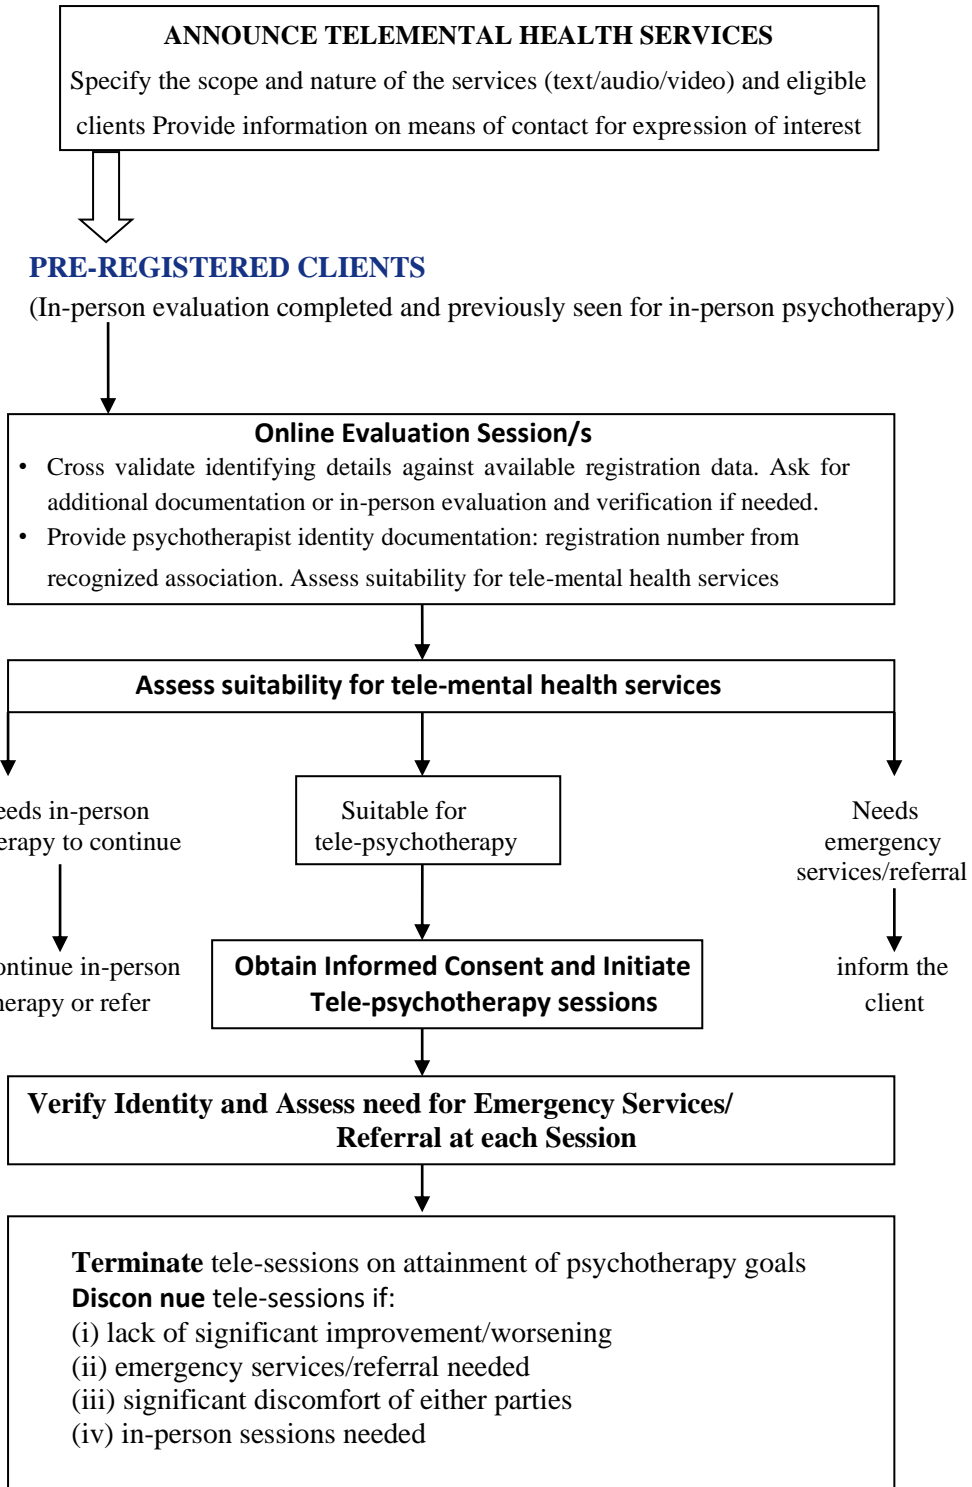 ANNOUNCE TELEMENTAL HEALTH SERVICES
Specify the scope and nature of the services (text/audio/video) and eligible
clients Provide information on means of contact for expression of interest
PRE-REGISTERED CLIENTS
(In-person evaluation completed and previously seen for in-person psychotherapy)
Online Evaluation Session/s
• Cross validate identifying details against available registration data. Ask for
additional documentation or in-person evaluation and verification if needed.
• Provide psychotherapist identity documentation: registration number from
recognized association. Assess suitability for tele-mental health services
Assess suitability for tele-mental health services
eeds in-person
erapy to continue
Suitable for
tele-psychotherapy
Needs
emergency
services/referral
ontinue in-person
herapy or refer
Obtain Informed Consent and Initiate
Tele-psychotherapy sessions
inform the
client
Verify Identity and Assess need for Emergency Services/
Referral at each Session
Terminate tele-sessions on attainment of psychotherapy goals
Discon nue tele-sessions if:
(i) lack of significant improvement/worsening
(ii) emergency services/referral needed
(iii) significant discomfort of either parties
(iv) in-person sessions needed